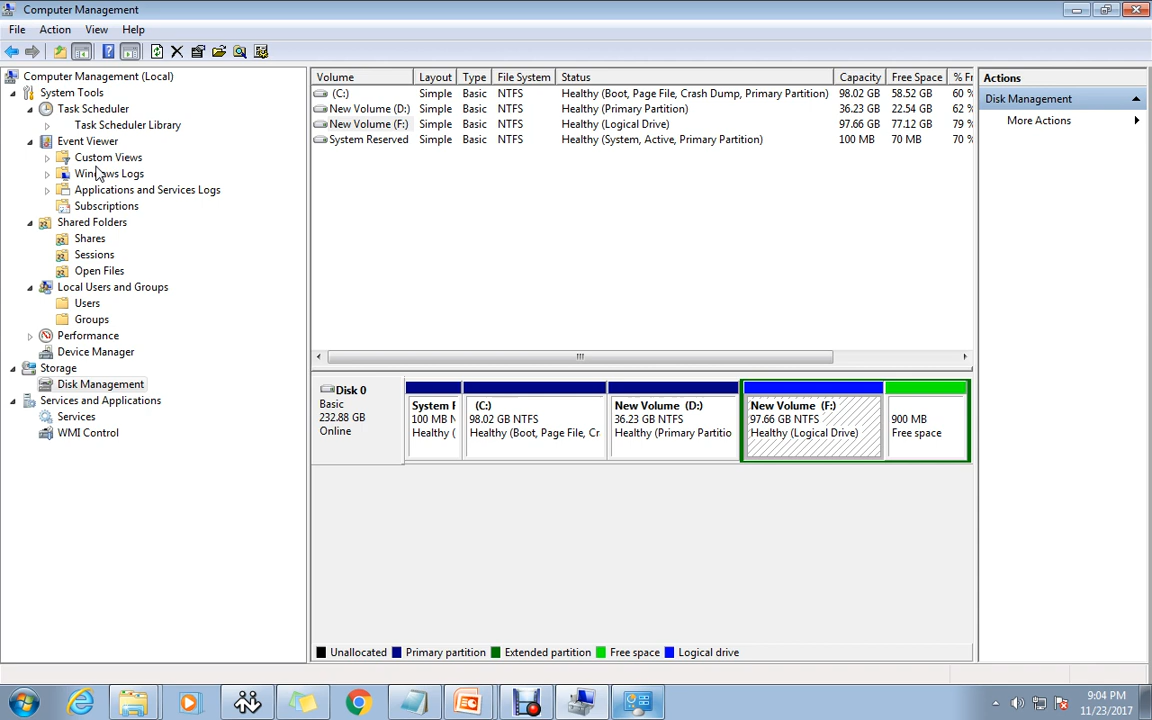 Computer Management
File Action View Help
Computer Management (Local)
System Tools
Task Scheduler
Task Scheduler Library
Event Viewer
Custom Views
Windows Logs
Applications and Services Logs
Subscriptions
Shared Folders
Shares
Sessions
Open Files
Local Users and Groups
Users
Groups
Performance
Device Manager
Storage
Disk Management
Services and Applications
Services
WMI Control
Volume Layout Type File System Status Capacity Free Space % Fr
(C:) Simple Basic NTFS Healthy (Boot, Page File, Crash Dump, Primary Partition) 98.02 GB 58.52 GB 60 %
New Volume (D:) Simple Basic NTFS Healthy (Primary Partition) 36.23 GB 22.54 GB 62 %
New Volume (F:) Simple Basic NTFS Healthy (Logical Drive) 97.66 GB 77.12 GB 79 %
System Reserved Simple Basic NTFS Healthy (System, Active, Primary Partition) 100 MB 70 MB 70 %
Disk 0
Basic
232.88 GB
Online
System F
100 MB N
Healthy (
(C:)
98.02 GB NTFS
Healthy (Boot, Page File, Cr
New Volume (D:)
36.23 GB NTFS
Healthy (Primary Partitio
New Volume (F:)
97.66 GB NTFS
Healthy (Logical Drive)
900 MB
Free space
Unallocated Primary partition Extended partition Free space Logical drive
Actions
Disk Management
More Actions
9:04 PM
11/23/2017